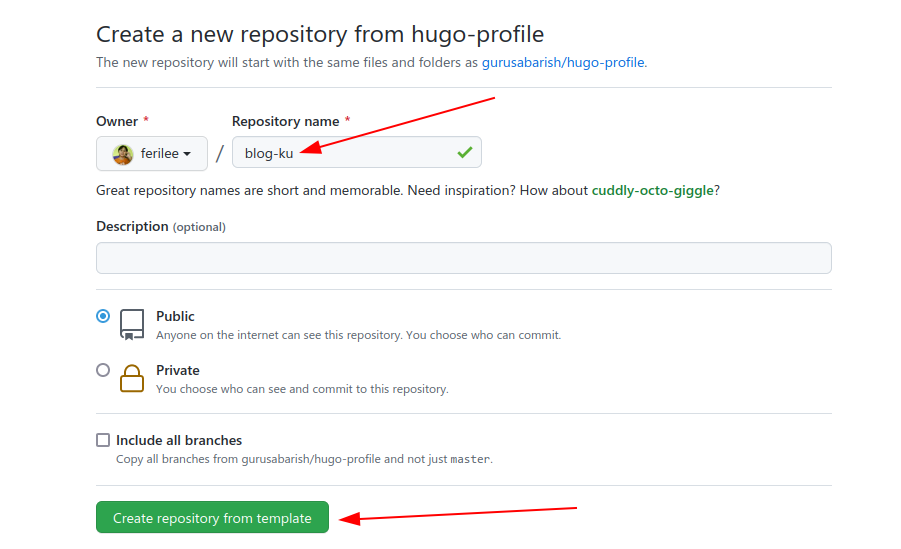 Create a new repository from hugo-profile
The new repository will start with the same files and folders as gurusabarish/hugo-profile.
Owner * Repository name *
ferilee / blog-ku
Great repository names are short and memorable. Need inspiration? How about cuddly-octo-giggle?
Description (optional)
Public
Anyone on the internet can see this repository. You choose who can commit.
Private
You choose who can see and commit to this repository.
Include all branches
Copy all branches from gurusabarish/hugo-profile and not just master.
Create repository from template